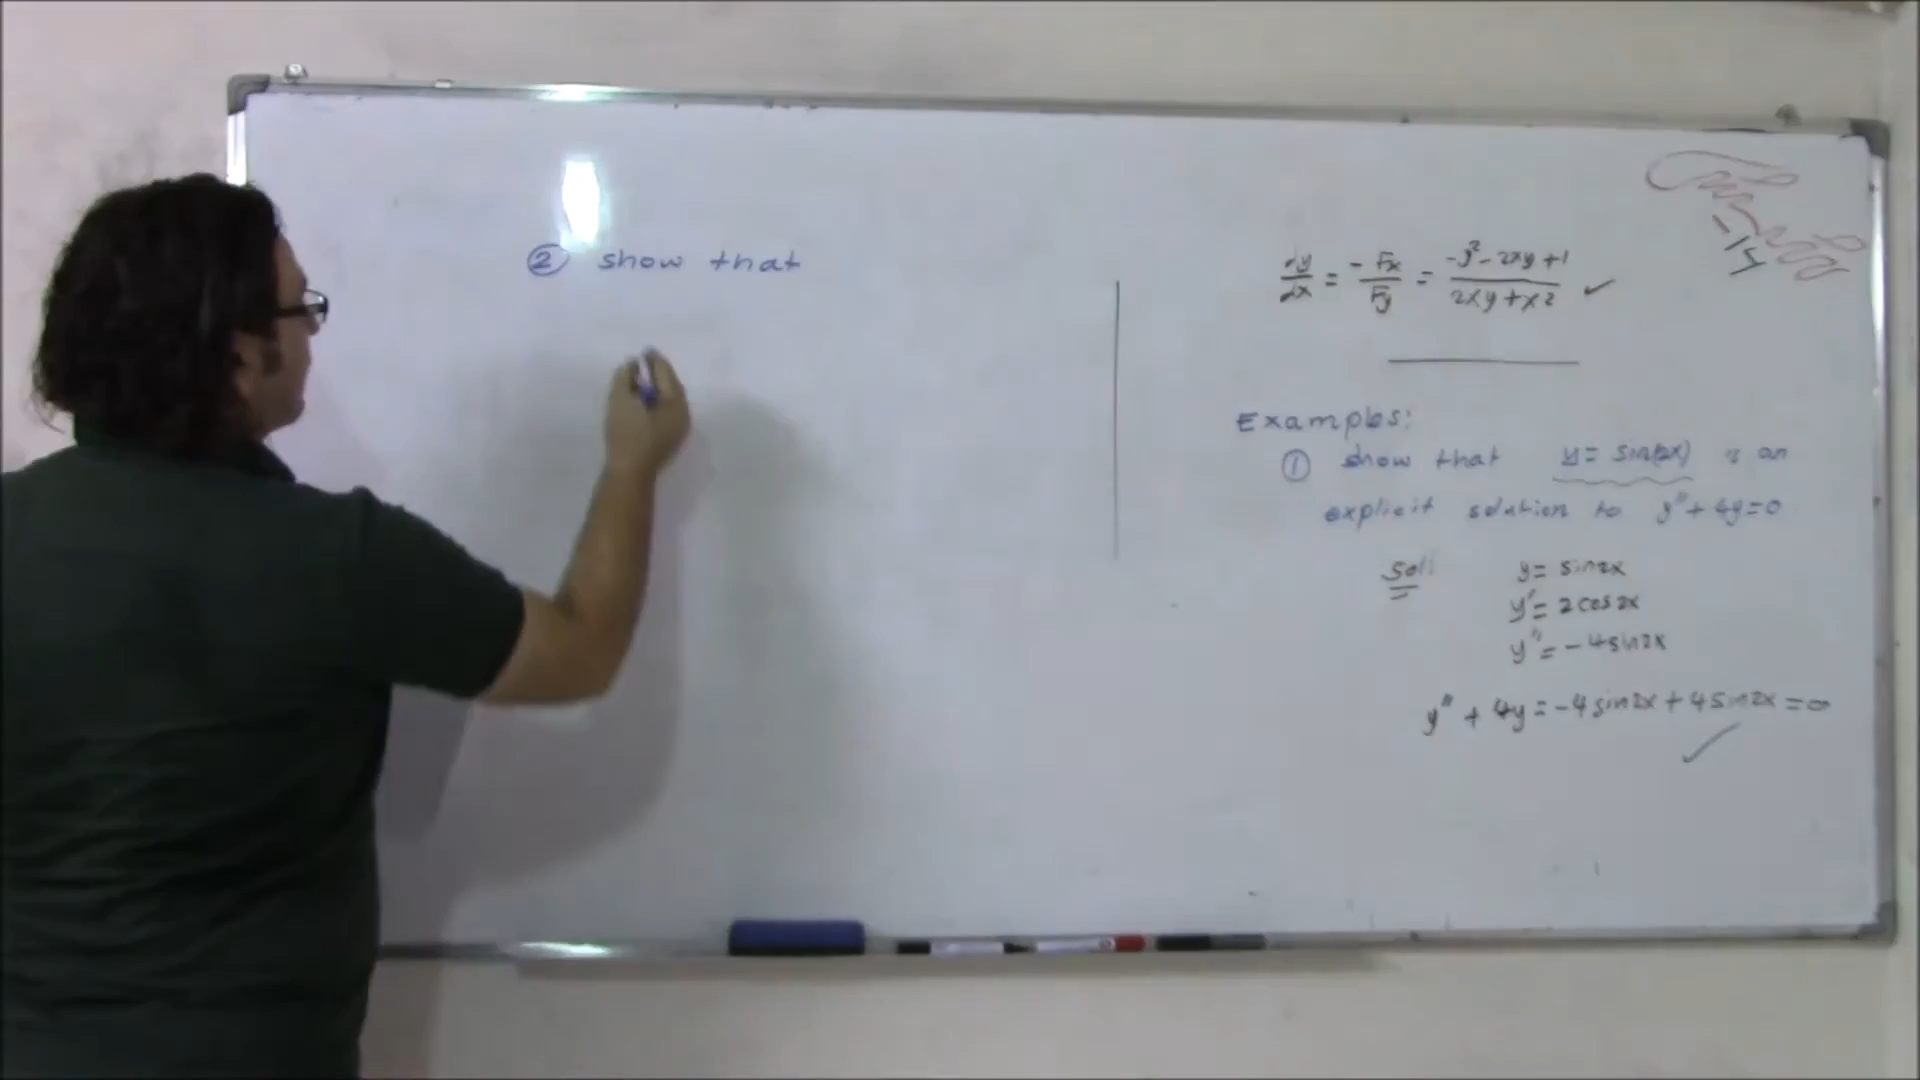 ② show that
dy/dx = -Fx/Fy = (-y² - 2xy + 1)/(2xy + x2) ✓
Examples:
① show that y = sin(2x) is an
explicit solution to y'' + 4y = 0
Sol:
y = sin2x
y' = 2cos2x
y'' = -4sin2x
y'' + 4y = -4sin2x + 4sin2x = 0
✓